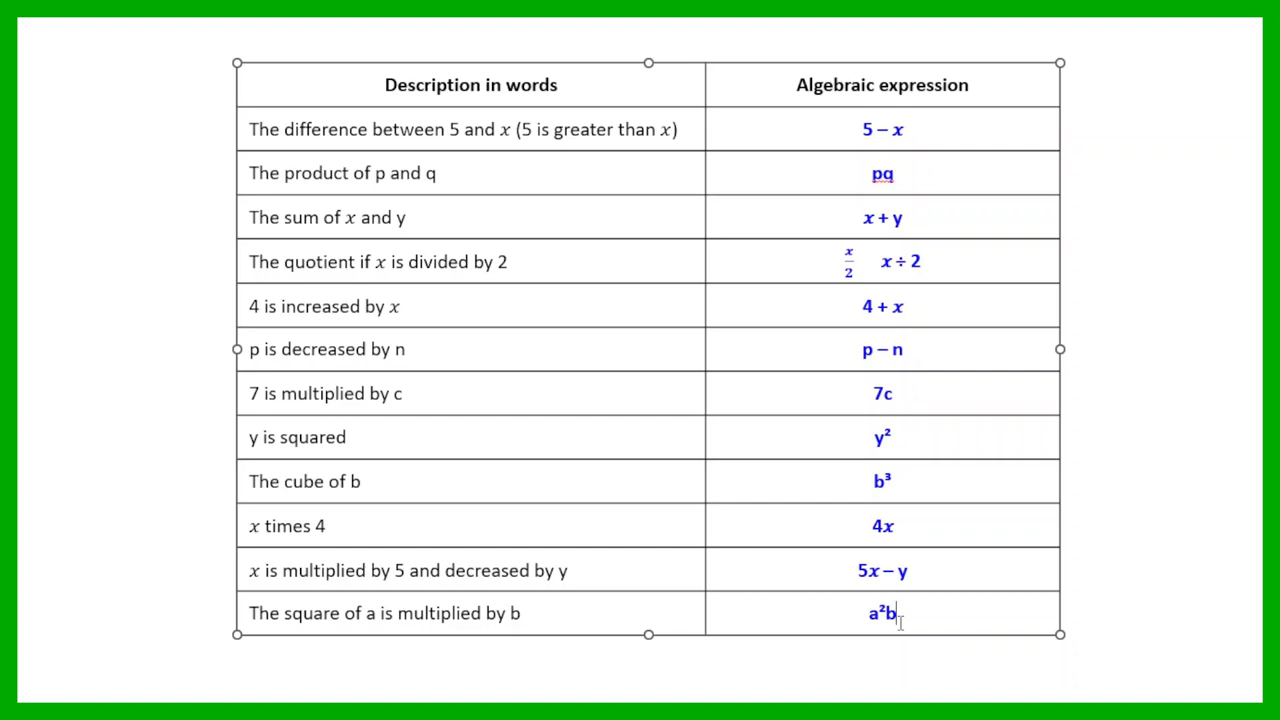 Description in words Algebraic expression
The difference between 5 and x (5 is greater than x) 5 – x
The product of p and q pq
The sum of x and y x + y
The quotient if x is divided by 2 x/2 x ÷ 2
4 is increased by x 4 + x
p is decreased by n p – n
7 is multiplied by c 7c
y is squared y²
The cube of b b³
x times 4 4x
x is multiplied by 5 and decreased by y 5x – y
The square of a is multiplied by b a²b